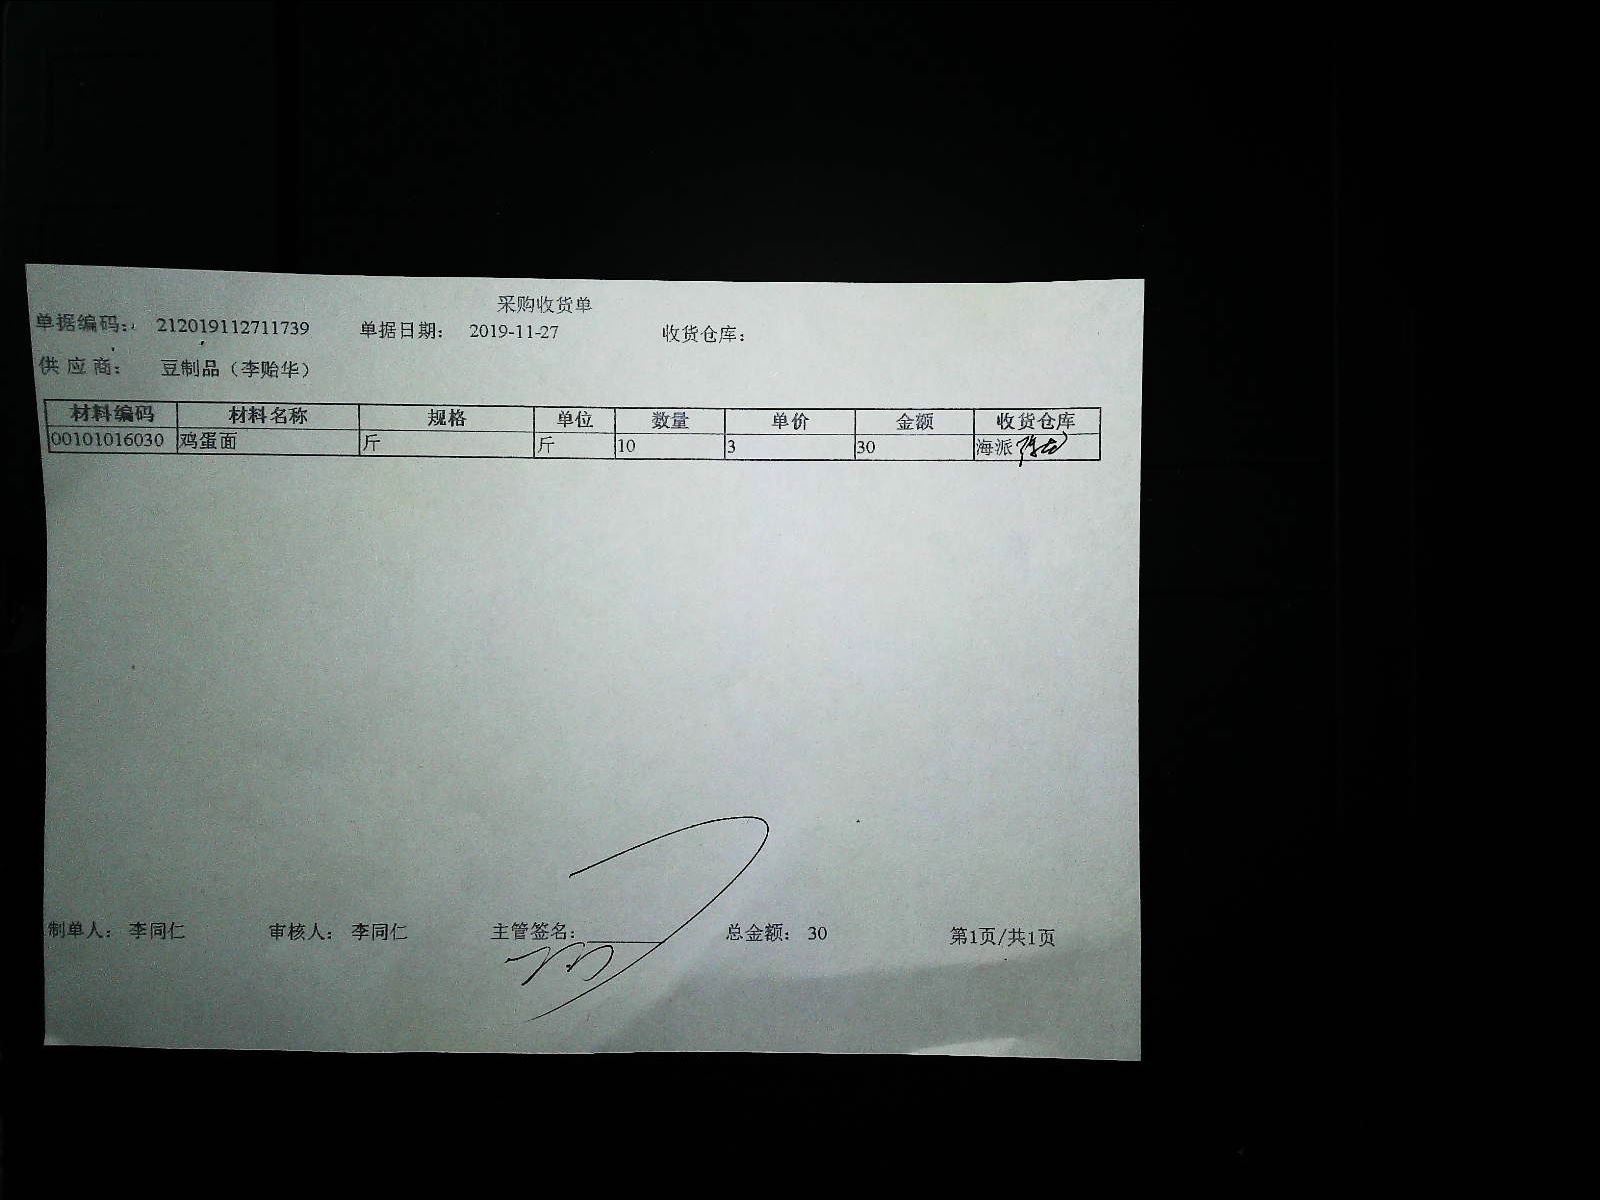 采购收货单
单据编码： 212019112711739 单据日期： 2019-11-27 收货仓库：
供 应 商： 豆制品（李贻华）
材料编码 材料名称 规格 单位 数量 单价 金额 收货仓库
00101016030 鸡蛋面 斤 斤 10 3 30 海派
制单人： 李同仁 审核人： 李同仁 主管签名： 总金额： 30 第1页/共1页